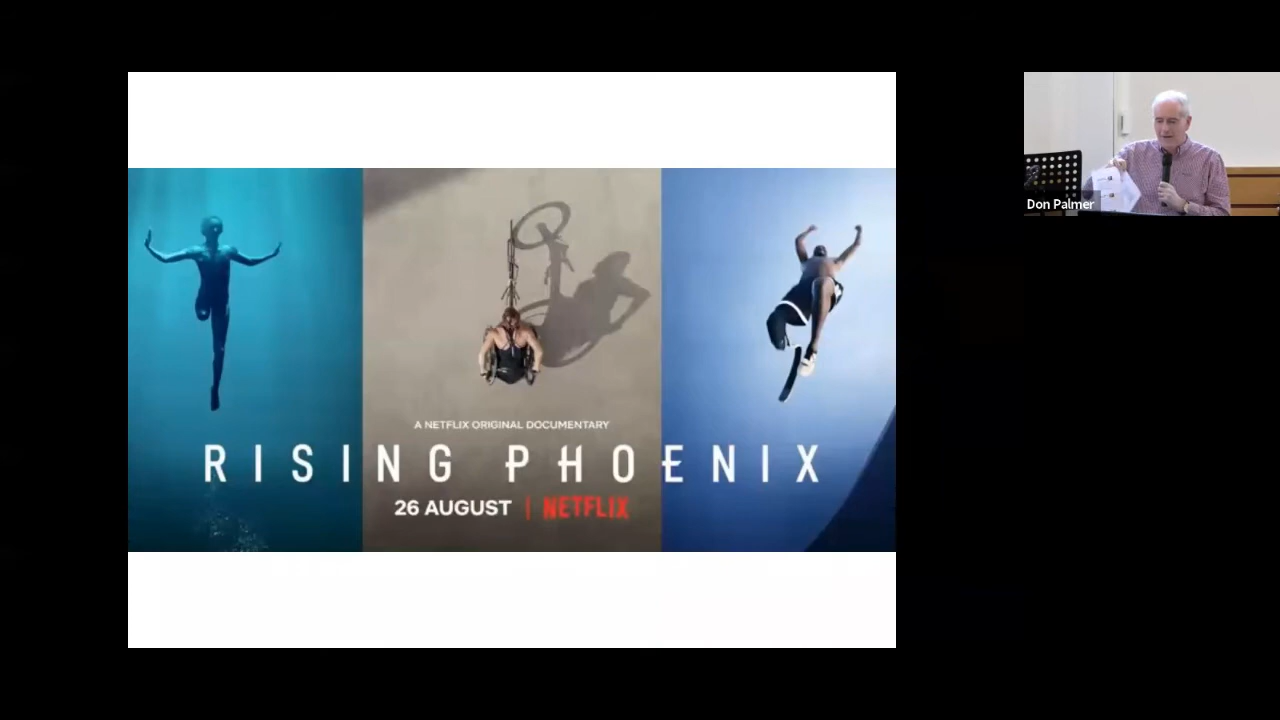 A NETFLIX ORIGINAL DOCUMENTARY
RISING PHOENIX
26 AUGUST | NETFLIX
Don Palmer